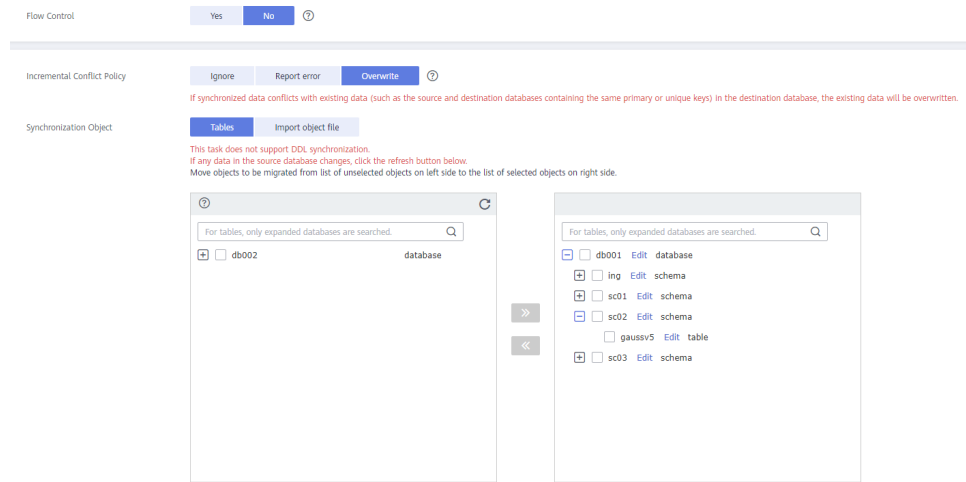 Flow Control
Yes No ?
Incremental Conflict Policy
Ignore Report error Overwrite ?
If synchronized data conflicts with existing data (such as the source and destination databases containing the same primary or unique keys) in the destination database, the existing data will be overwritten.
Synchronization Object
Tables Import object file
This task does not support DDL synchronization.
If any data in the source database changes, click the refresh button below.
Move objects to be migrated from list of unselected objects on left side to the list of selected objects on right side.
?
For tables, only expanded databases are searched.
db002 database
For tables, only expanded databases are searched.
db001 Edit database
ing Edit schema
sc01 Edit schema
sc02 Edit schema
gaussv5 Edit table
sc03 Edit schema